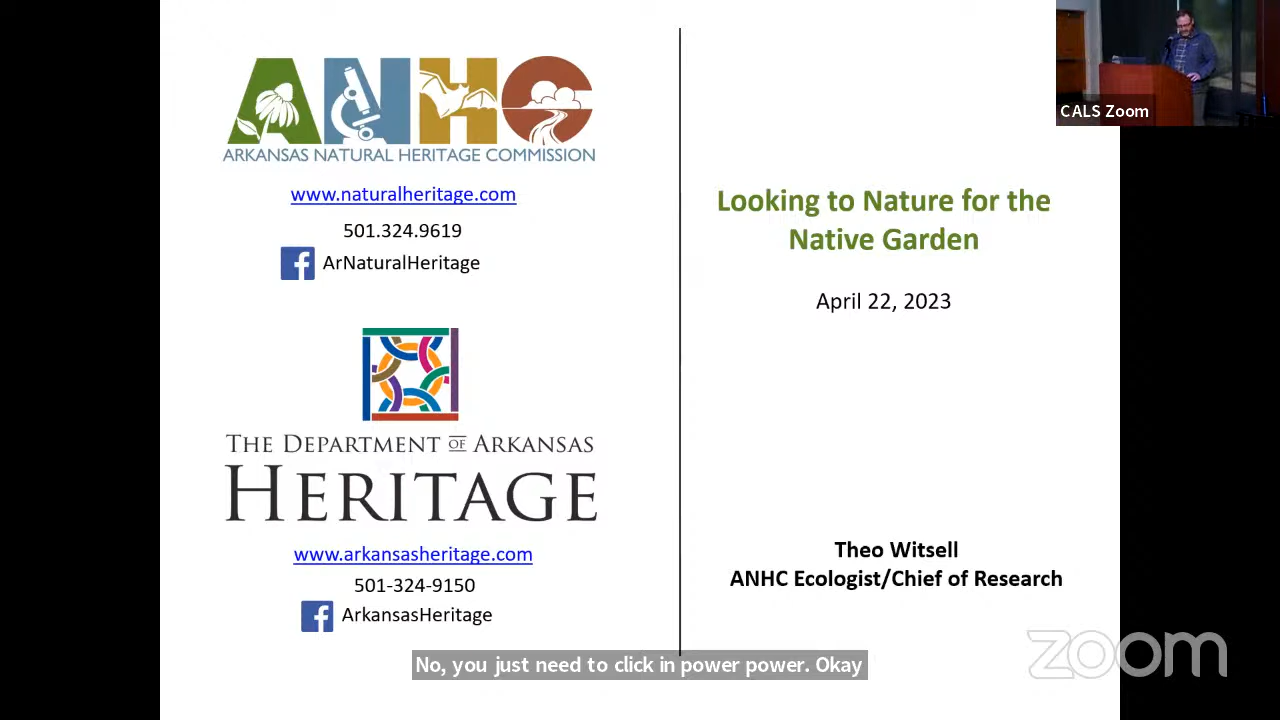 ANHC
ARKANSAS NATURAL HERITAGE COMMISSION
www.naturalheritage.com
501.324.9619
f ArNaturalHeritage
THE DEPARTMENT OF ARKANSAS
HERITAGE
www.arkansasheritage.com
501-324-9150
f ArkansasHeritage
Looking to Nature for the
Native Garden
April 22, 2023
Theo Witsell
ANHC Ecologist/Chief of Research
CALS Zoom
No, you just need to click in power power. Okay
zoom